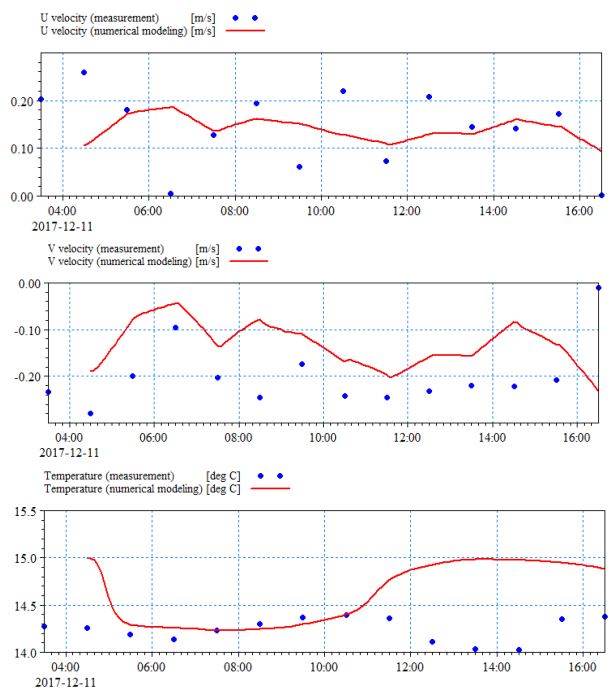 U velocity (measurement) [m/s]
U velocity (numerical modeling) [m/s]
0.20
0.10
0.00
04:00 06:00 08:00 10:00 12:00 14:00 16:00
2017-12-11
V velocity (measurement) [m/s]
V velocity (numerical modeling) [m/s]
0.00
-0.10
-0.20
04:00 06:00 08:00 10:00 12:00 14:00 16:00
2017-12-11
Temperature (measurement) [deg C]
Temperature (numerical modeling) [deg C]
15.5
15.0
14.5
14.0
04:00 06:00 08:00 10:00 12:00 14:00 16:00
2017-12-11